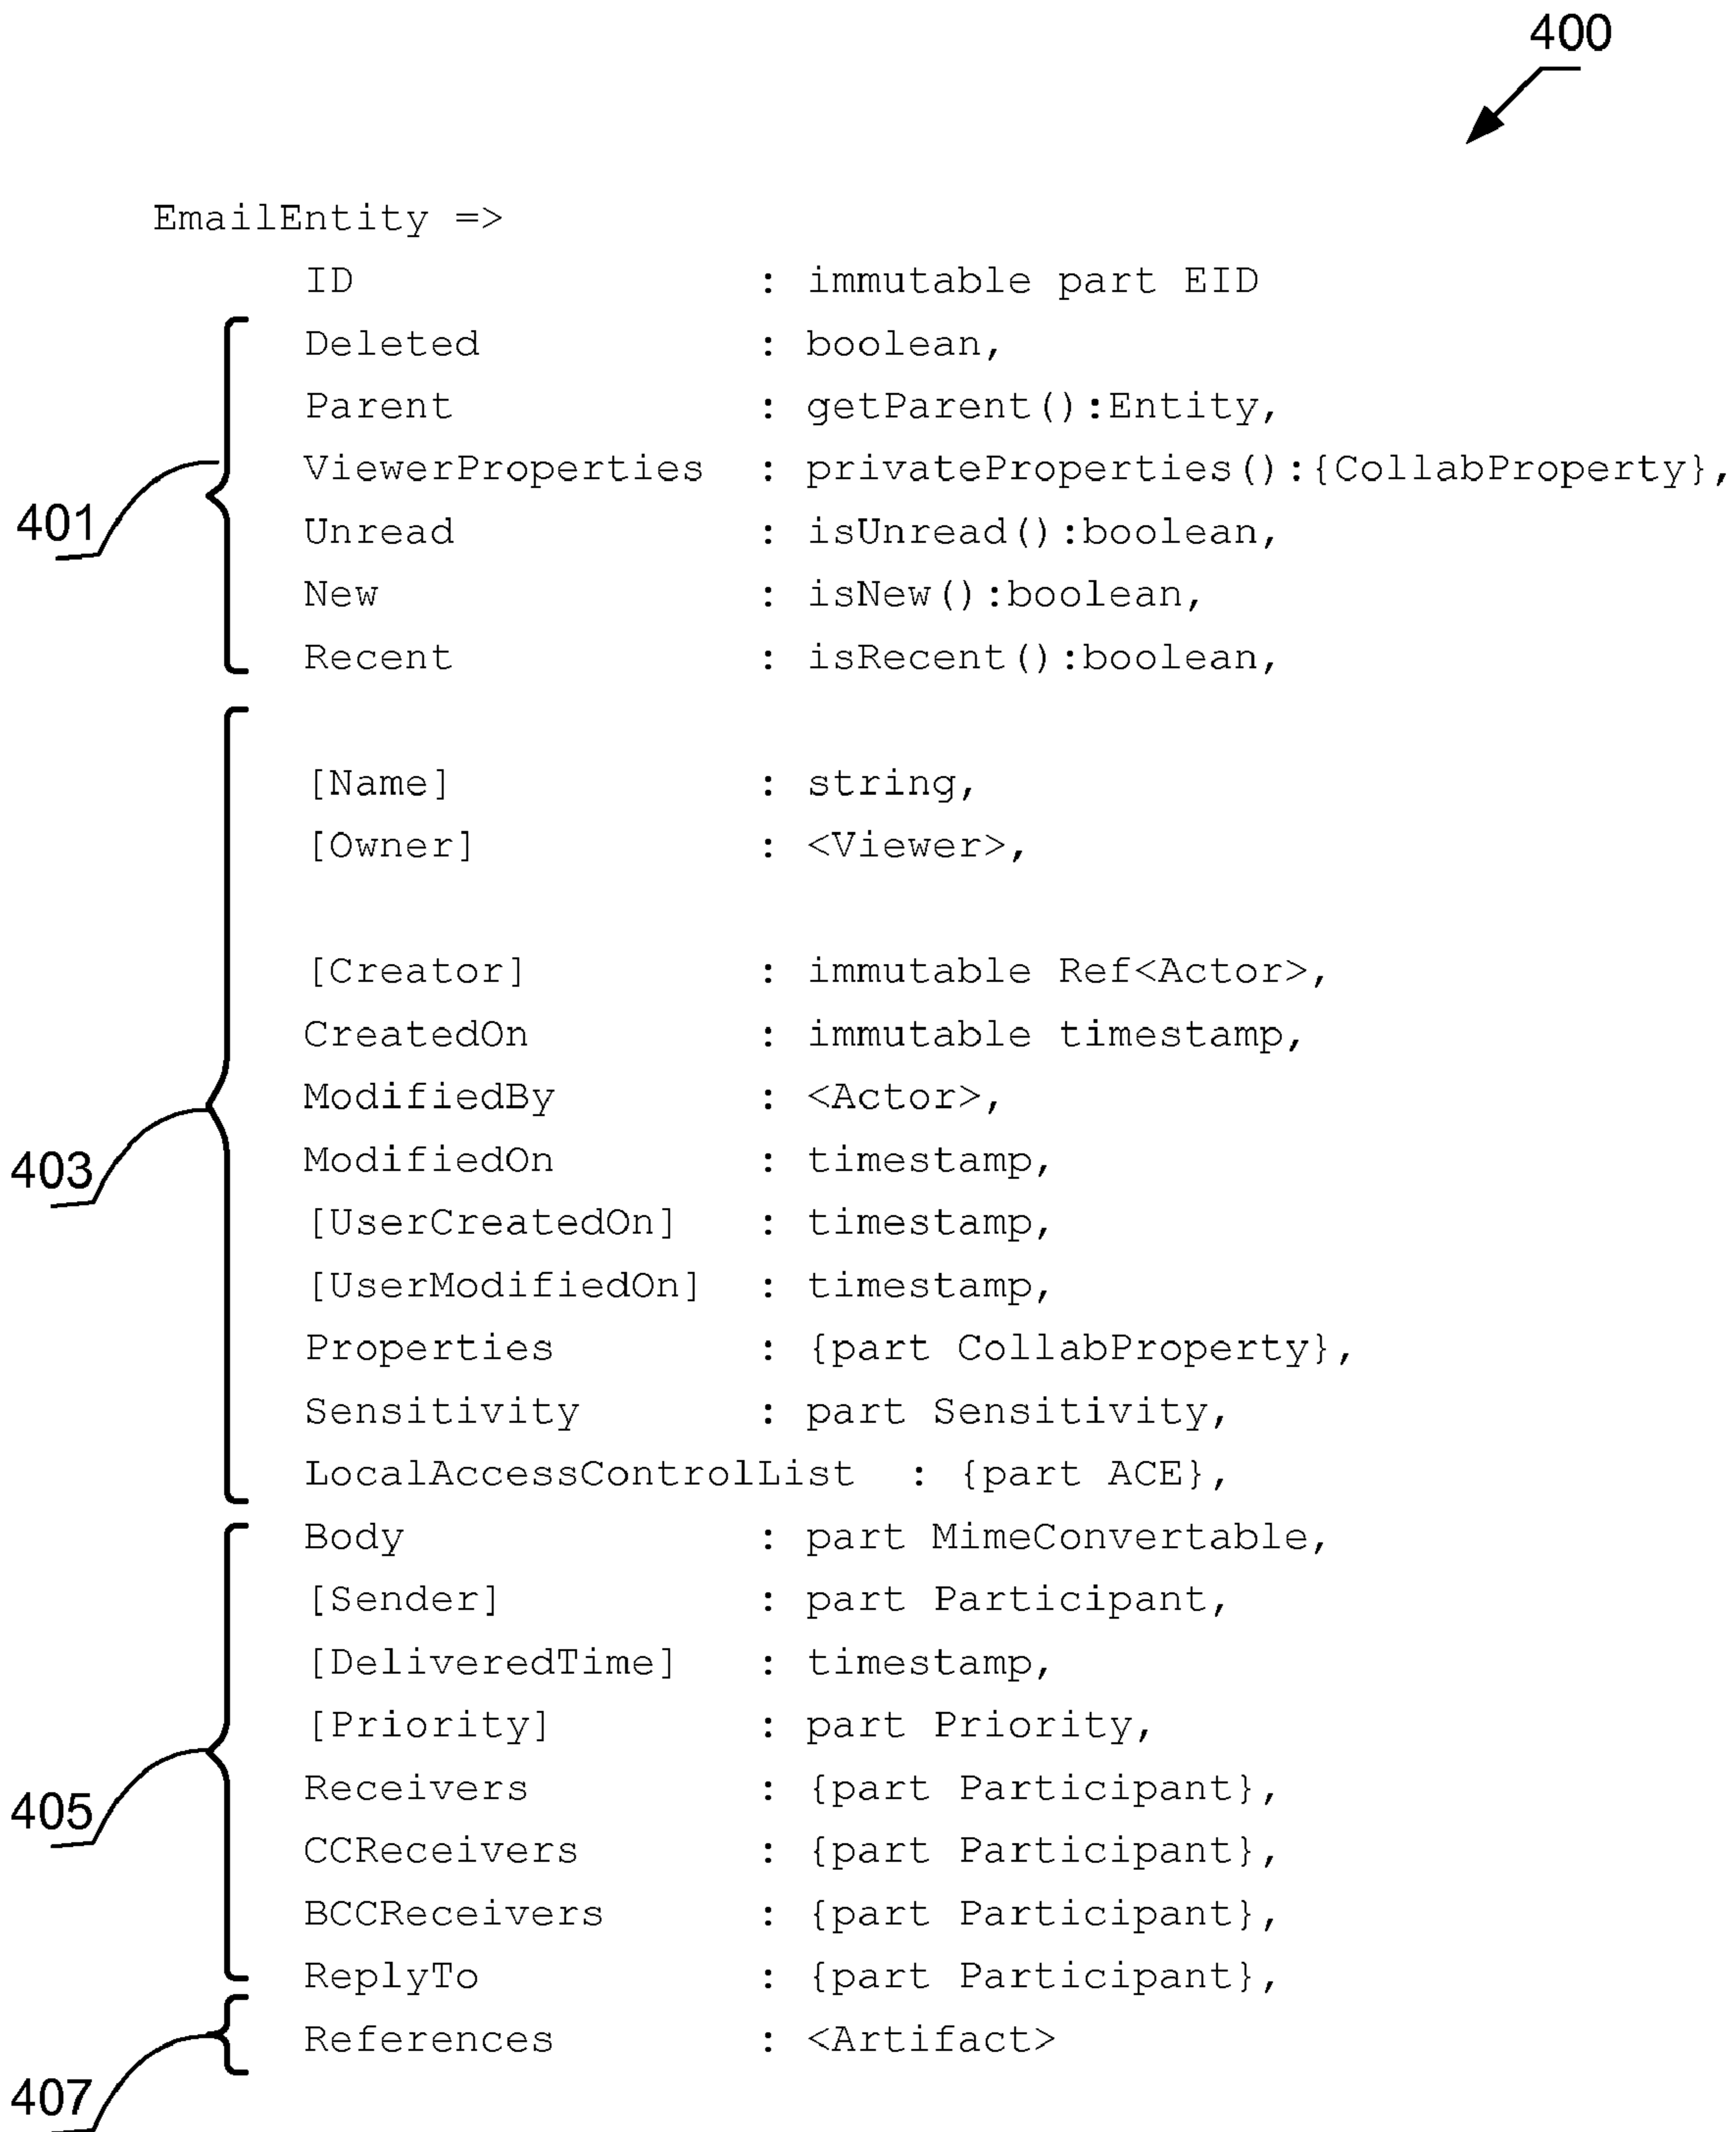 400
EmailEntity =>
ID : immutable part EID
Deleted : boolean,
Parent : getParent():Entity,
ViewerProperties : privateProperties():{CollabProperty},
401
Unread : isUnread():boolean,
New : isNew():boolean,
Recent : isRecent():boolean,
[Name] : string,
[Owner] : <Viewer>,
[Creator] : immutable Ref<Actor>,
CreatedOn : immutable timestamp,
ModifiedBy : <Actor>,
403
ModifiedOn : timestamp,
[UserCreatedOn] : timestamp,
[UserModifiedOn] : timestamp,
Properties : {part CollabProperty},
Sensitivity : part Sensitivity,
LocalAccessControlList : {part ACE},
Body : part MimeConvertable,
[Sender] : part Participant,
[DeliveredTime] : timestamp,
[Priority] : part Priority,
Receivers : {part Participant},
405
CCReceivers : {part Participant},
BCCReceivers : {part Participant},
ReplyTo : {part Participant},
References : <Artifact>
407